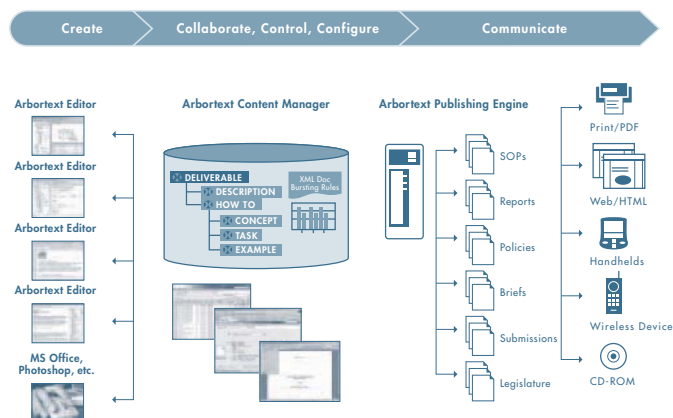 Create
Collaborate, Control, Configure
Communicate
Arbortext Editor
Arbortext Editor
Arbortext Editor
Arbortext Editor
MS Office,
Photoshop, etc.
Arbortext Content Manager
DELIVERABLE
DESCRIPTION
HOW TO
CONCEPT
TASK
EXAMPLE
XML Doc
Bursting Rules
Arbortext Publishing Engine
SOPs
Reports
Policies
Briefs
Submissions
Legislature
Print/PDF
Web/HTML
Handhelds
Wireless Device
CD-ROM